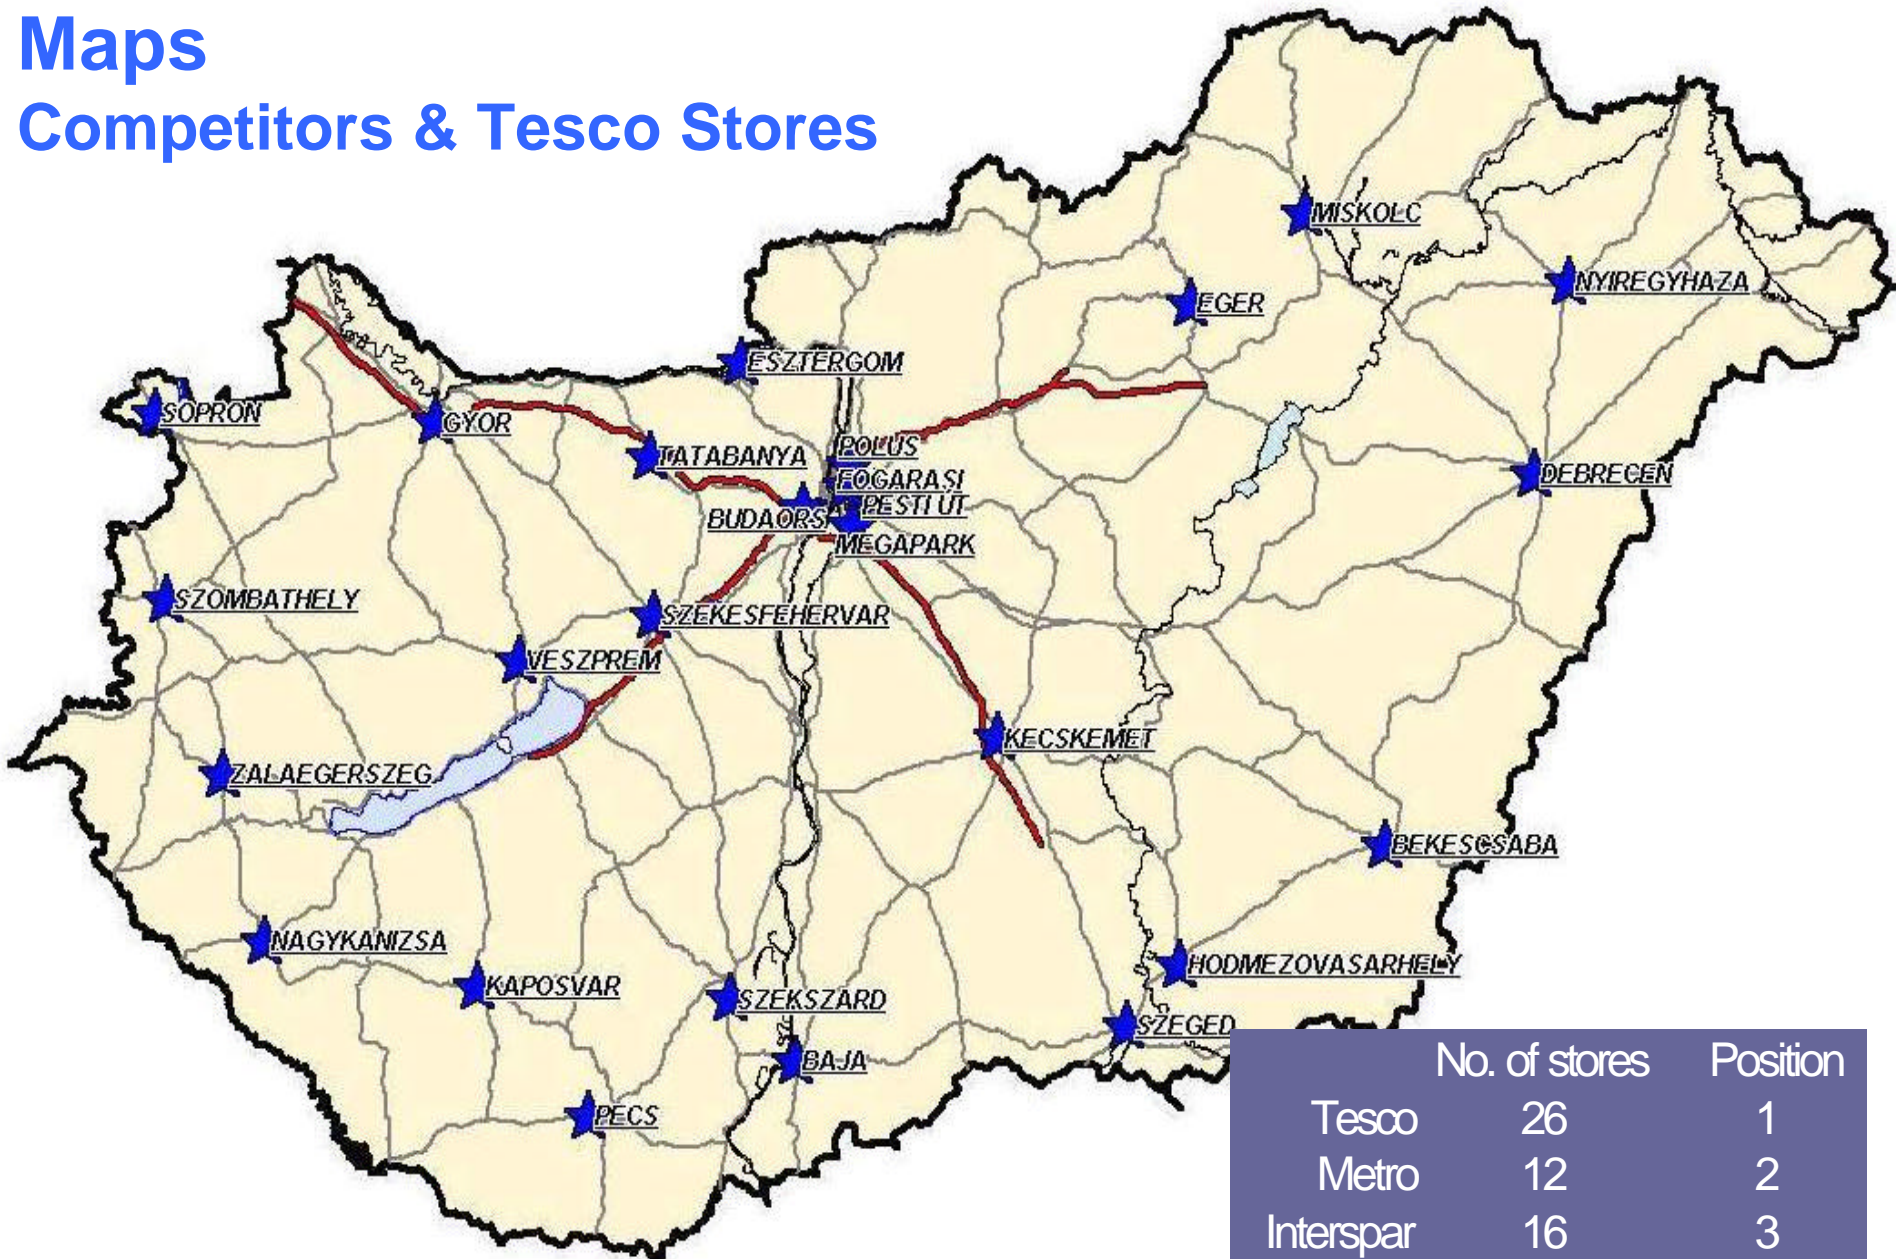 Maps
Competitors & Tesco Stores
MISKOLC
NYIREGYHAZA
EGER
ESZTERGOM
SOPRON
GYOR
POLUS
TATABANYA
FOGARASI
DEBRECEN
PESTI UT
BUDAORS
MEGAPARK
SZOMBATHELY
SZEKESFEHERVAR
VESZPREM
KECSKEMET
ZALAEGERSZEG
BEKESCSABA
NAGYKANIZSA
HODMEZOVASARHELY
KAPOSVAR
SZEKSZARD
SZEGED
BAJA
PECS
No. of stores Position
Tesco 26 1
Metro 12 2
Interspar 16 3